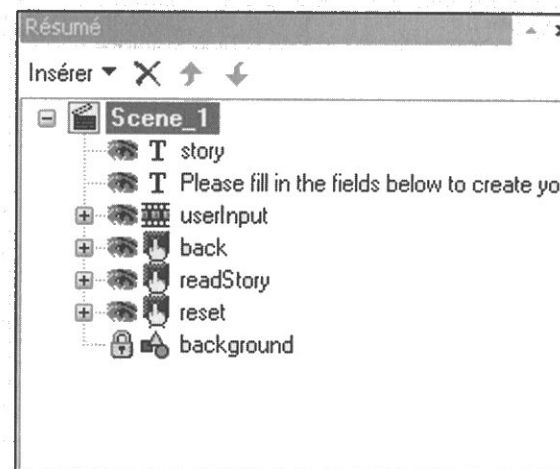 Résumé
Insérer
Scene_1
T story
T Please fill in the fields below to create yo
userInput
back
readStory
reset
background